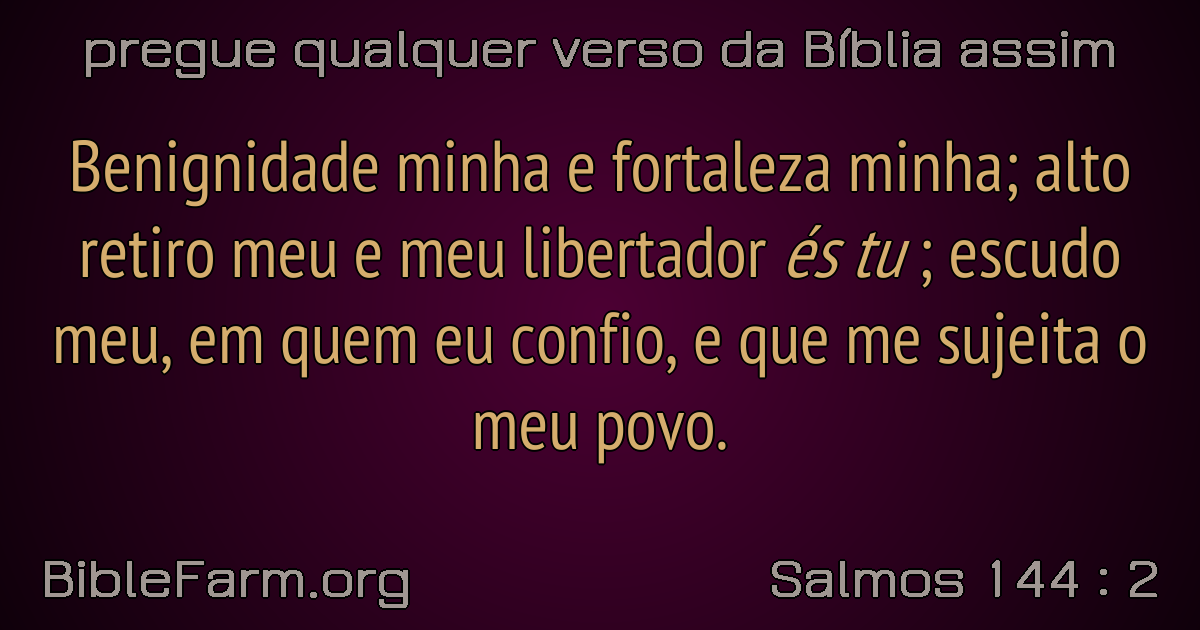 pregue qualquer verso da Bíblia assim
Benignidade minha e fortaleza minha; alto
retiro meu e meu libertador és tu ; escudo
meu, em quem eu confio, e que me sujeita o
meu povo.
BibleFarm.org
Salmos 144 : 2